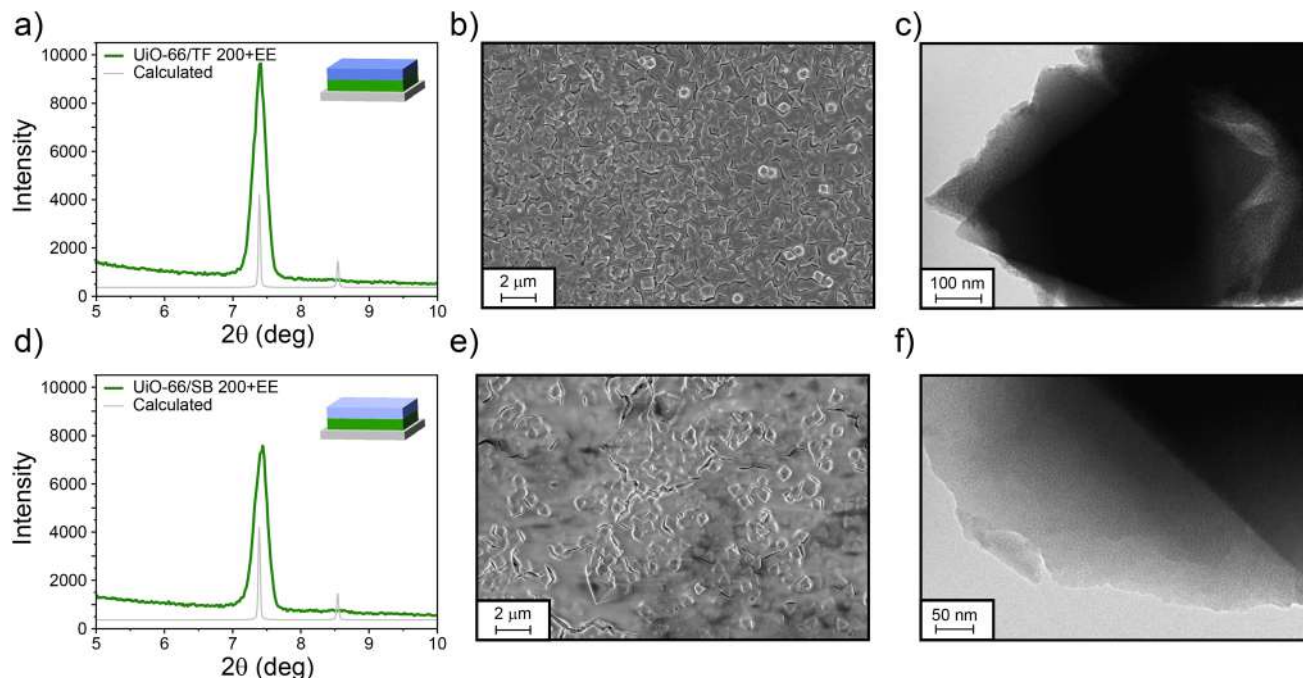 a)
UiO-66/TF 200+EE
Calculated
10000
8000
6000
4000
2000
0
Intensity
5 6 7 8 9 10
2θ (deg)
b)
2 μm
c)
100 nm
d)
UiO-66/SB 200+EE
Calculated
10000
8000
6000
4000
2000
0
Intensity
5 6 7 8 9 10
2θ (deg)
e)
2 μm
f)
50 nm